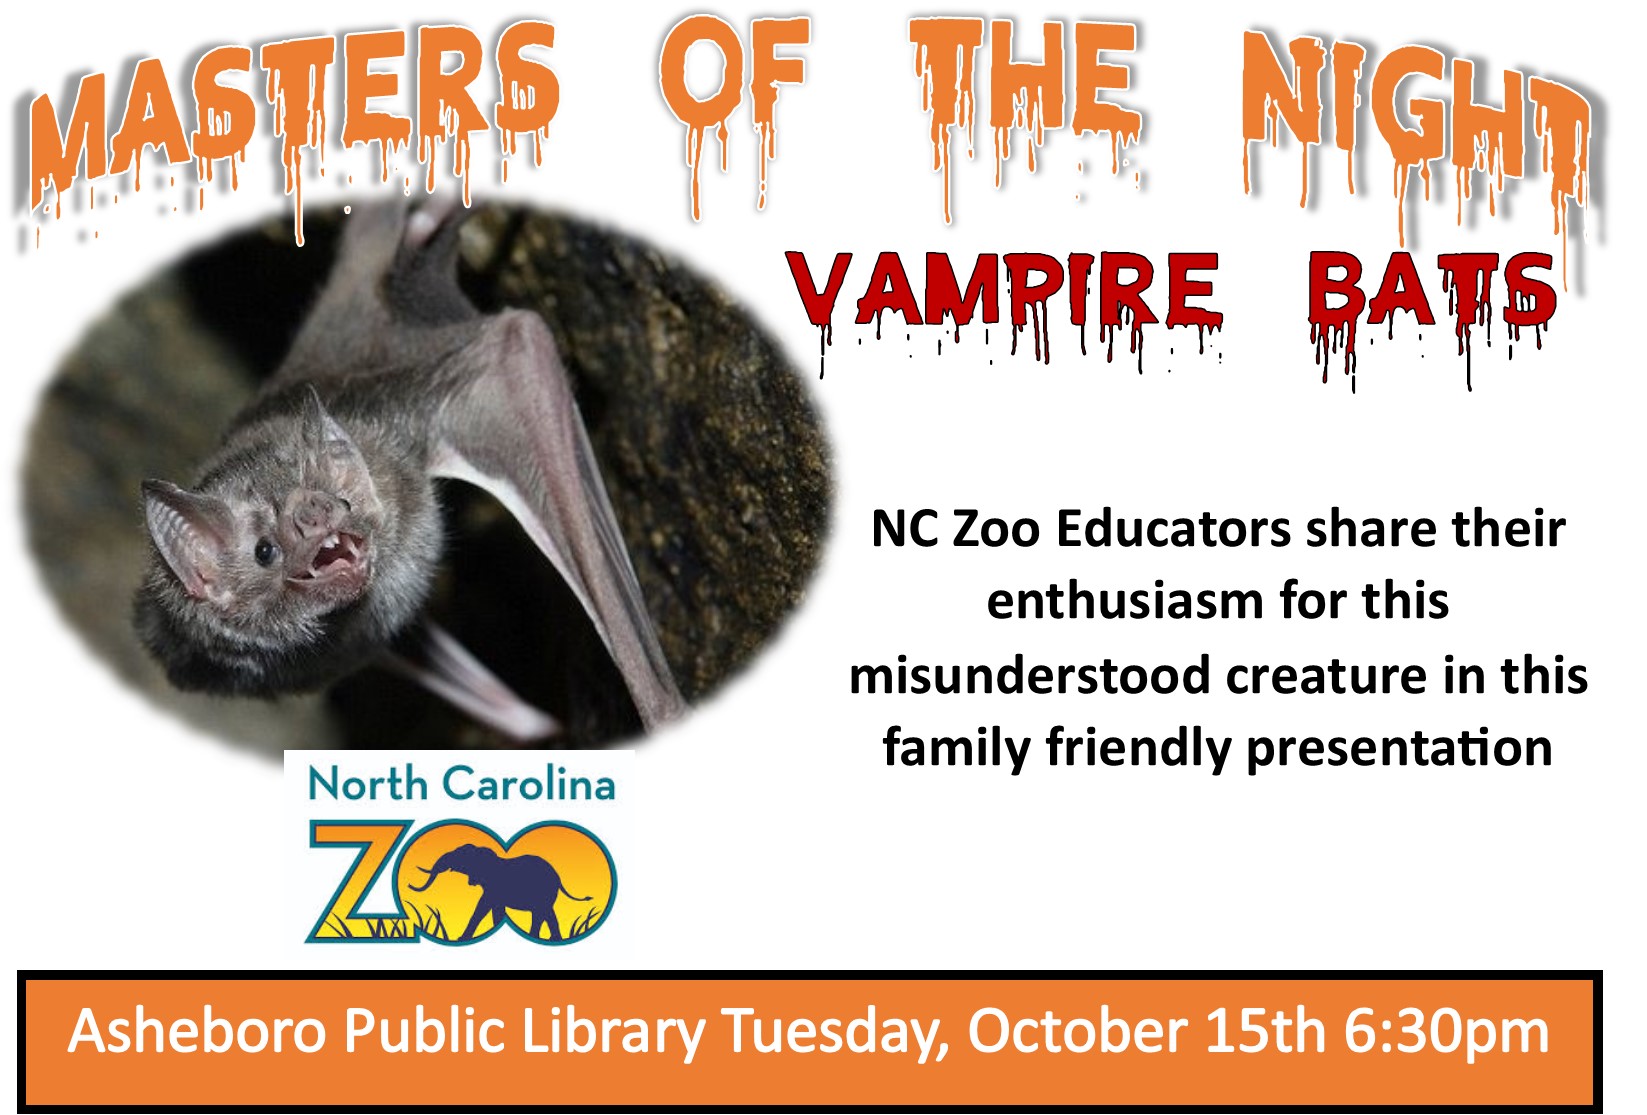 MASTERS OF THE NIGHT
VAMPIRE BATS
NC Zoo Educators share their
enthusiasm for this
misunderstood creature in this
family friendly presentation
North Carolina
ZOO
Asheboro Public Library Tuesday, October 15th 6:30pm